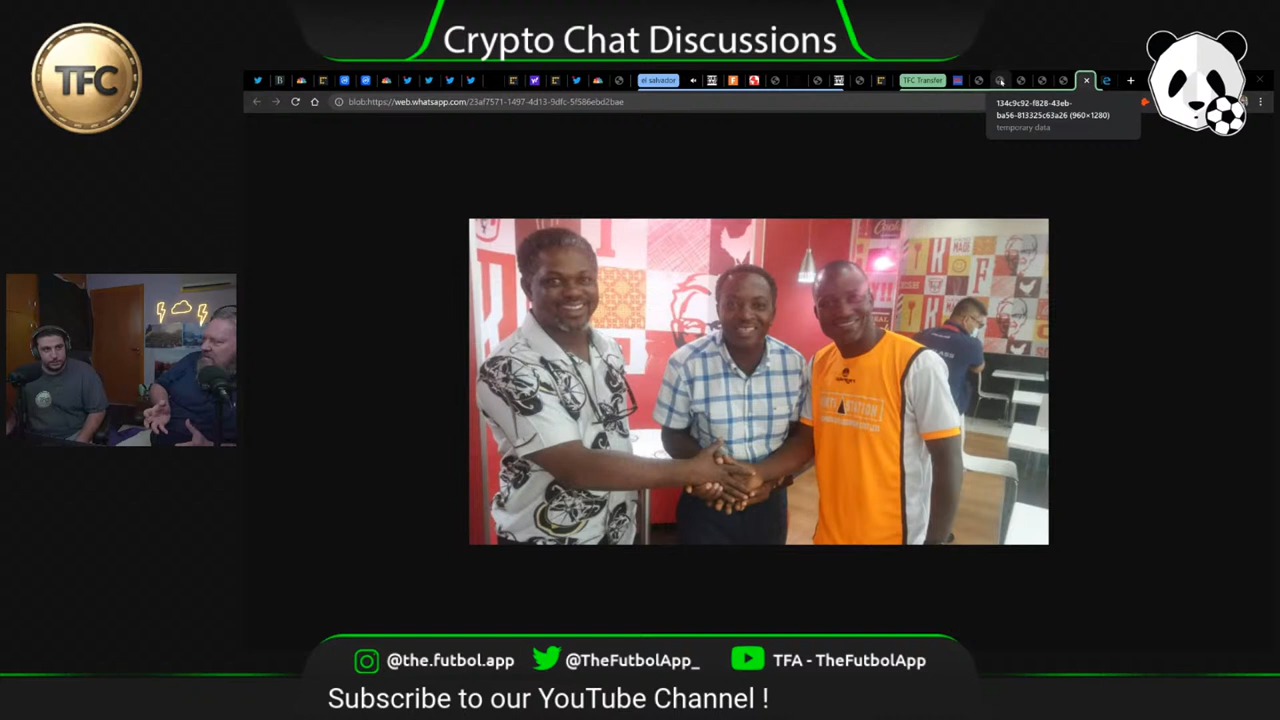 Crypto Chat Discussions
TFC
el salvador
TFC Transfer
blob:https://web.whatsapp.com/23af7571-1497-4d13-9dfc-5f586ebd2bae
134c9c92-f828-43eb-
ba56-813325c63a26 (960×1280)
temporary data
@the.futbol.app
@TheFutbolApp_
TFA - TheFutbolApp
Subscribe to our YouTube Channel !